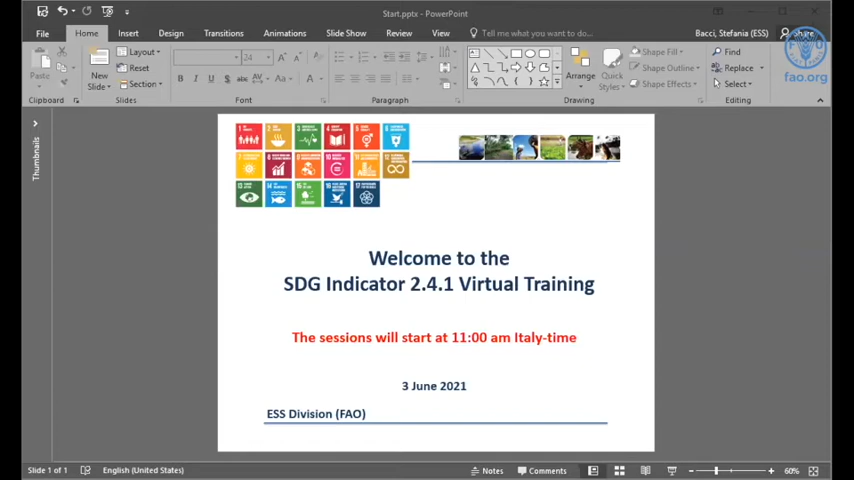 Start.pptx - PowerPoint
File Home Insert Design Transitions Animations Slide Show Review View Tell me what you want to do... Bacci, Stefania (ESS) Share
Paste New Slide Layout Reset Section 24 B I U S abc AV Aa A Arrange Quick Styles Shape Fill Shape Outline Shape Effects Find Replace Select
Clipboard Slides Font Paragraph Drawing Editing
fao.org
Thumbnails
Welcome to the
SDG Indicator 2.4.1 Virtual Training
The sessions will start at 11:00 am Italy-time
3 June 2021
ESS Division (FAO)
Slide 1 of 1 English (United States) Notes Comments 60%